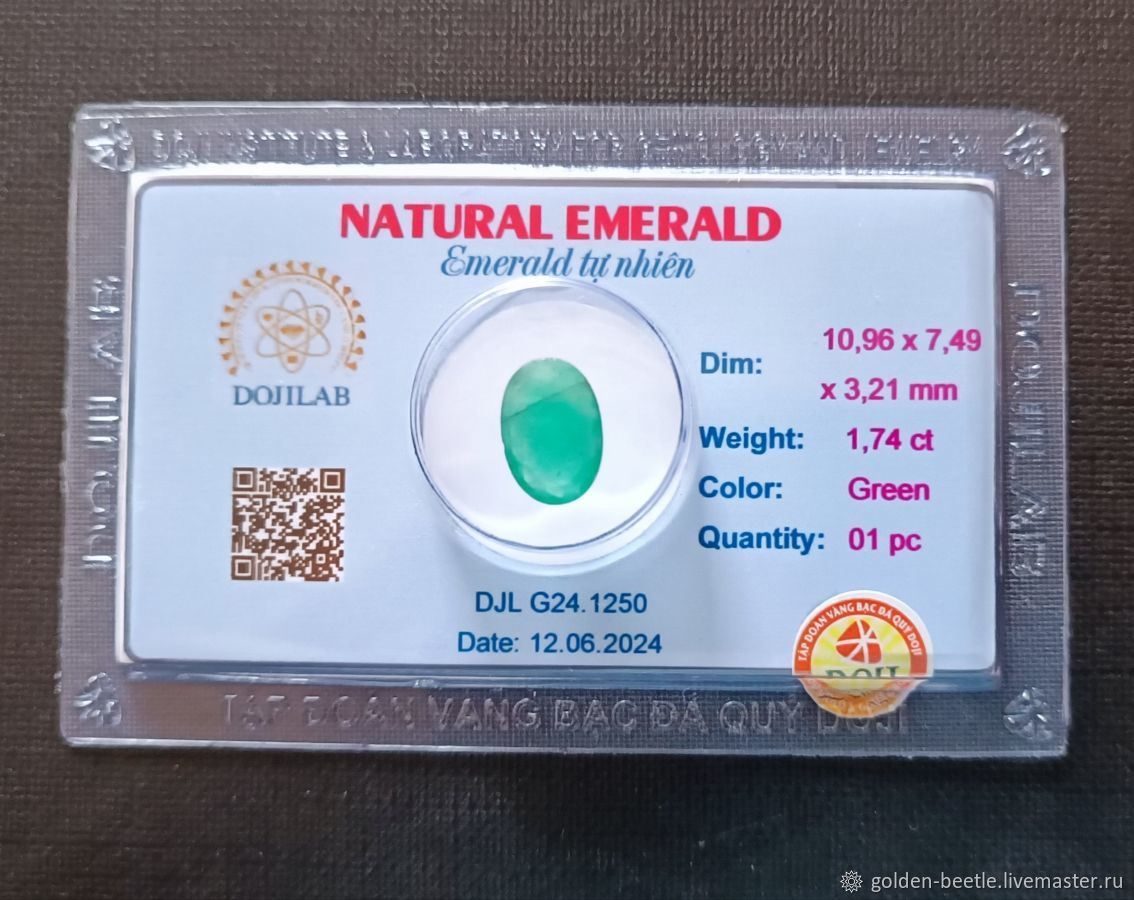 NATURAL EMERALD
Emerald tự nhiên
DOJILAB
Dim:
10,96 x 7,49
x 3,21 mm
Weight: 1,74 ct
Color: Green
Quantity: 01 pc
DJL G24.1250
Date: 12.06.2024
TẬP ĐOÀN VÀNG BẠC ĐÁ QUÝ DOJI
DOJI
TẬP ĐOÀN VÀNG BẠC ĐÁ QUÝ DOJI
DOJILAB
DOJILAB
golden-beetle.livemaster.ru